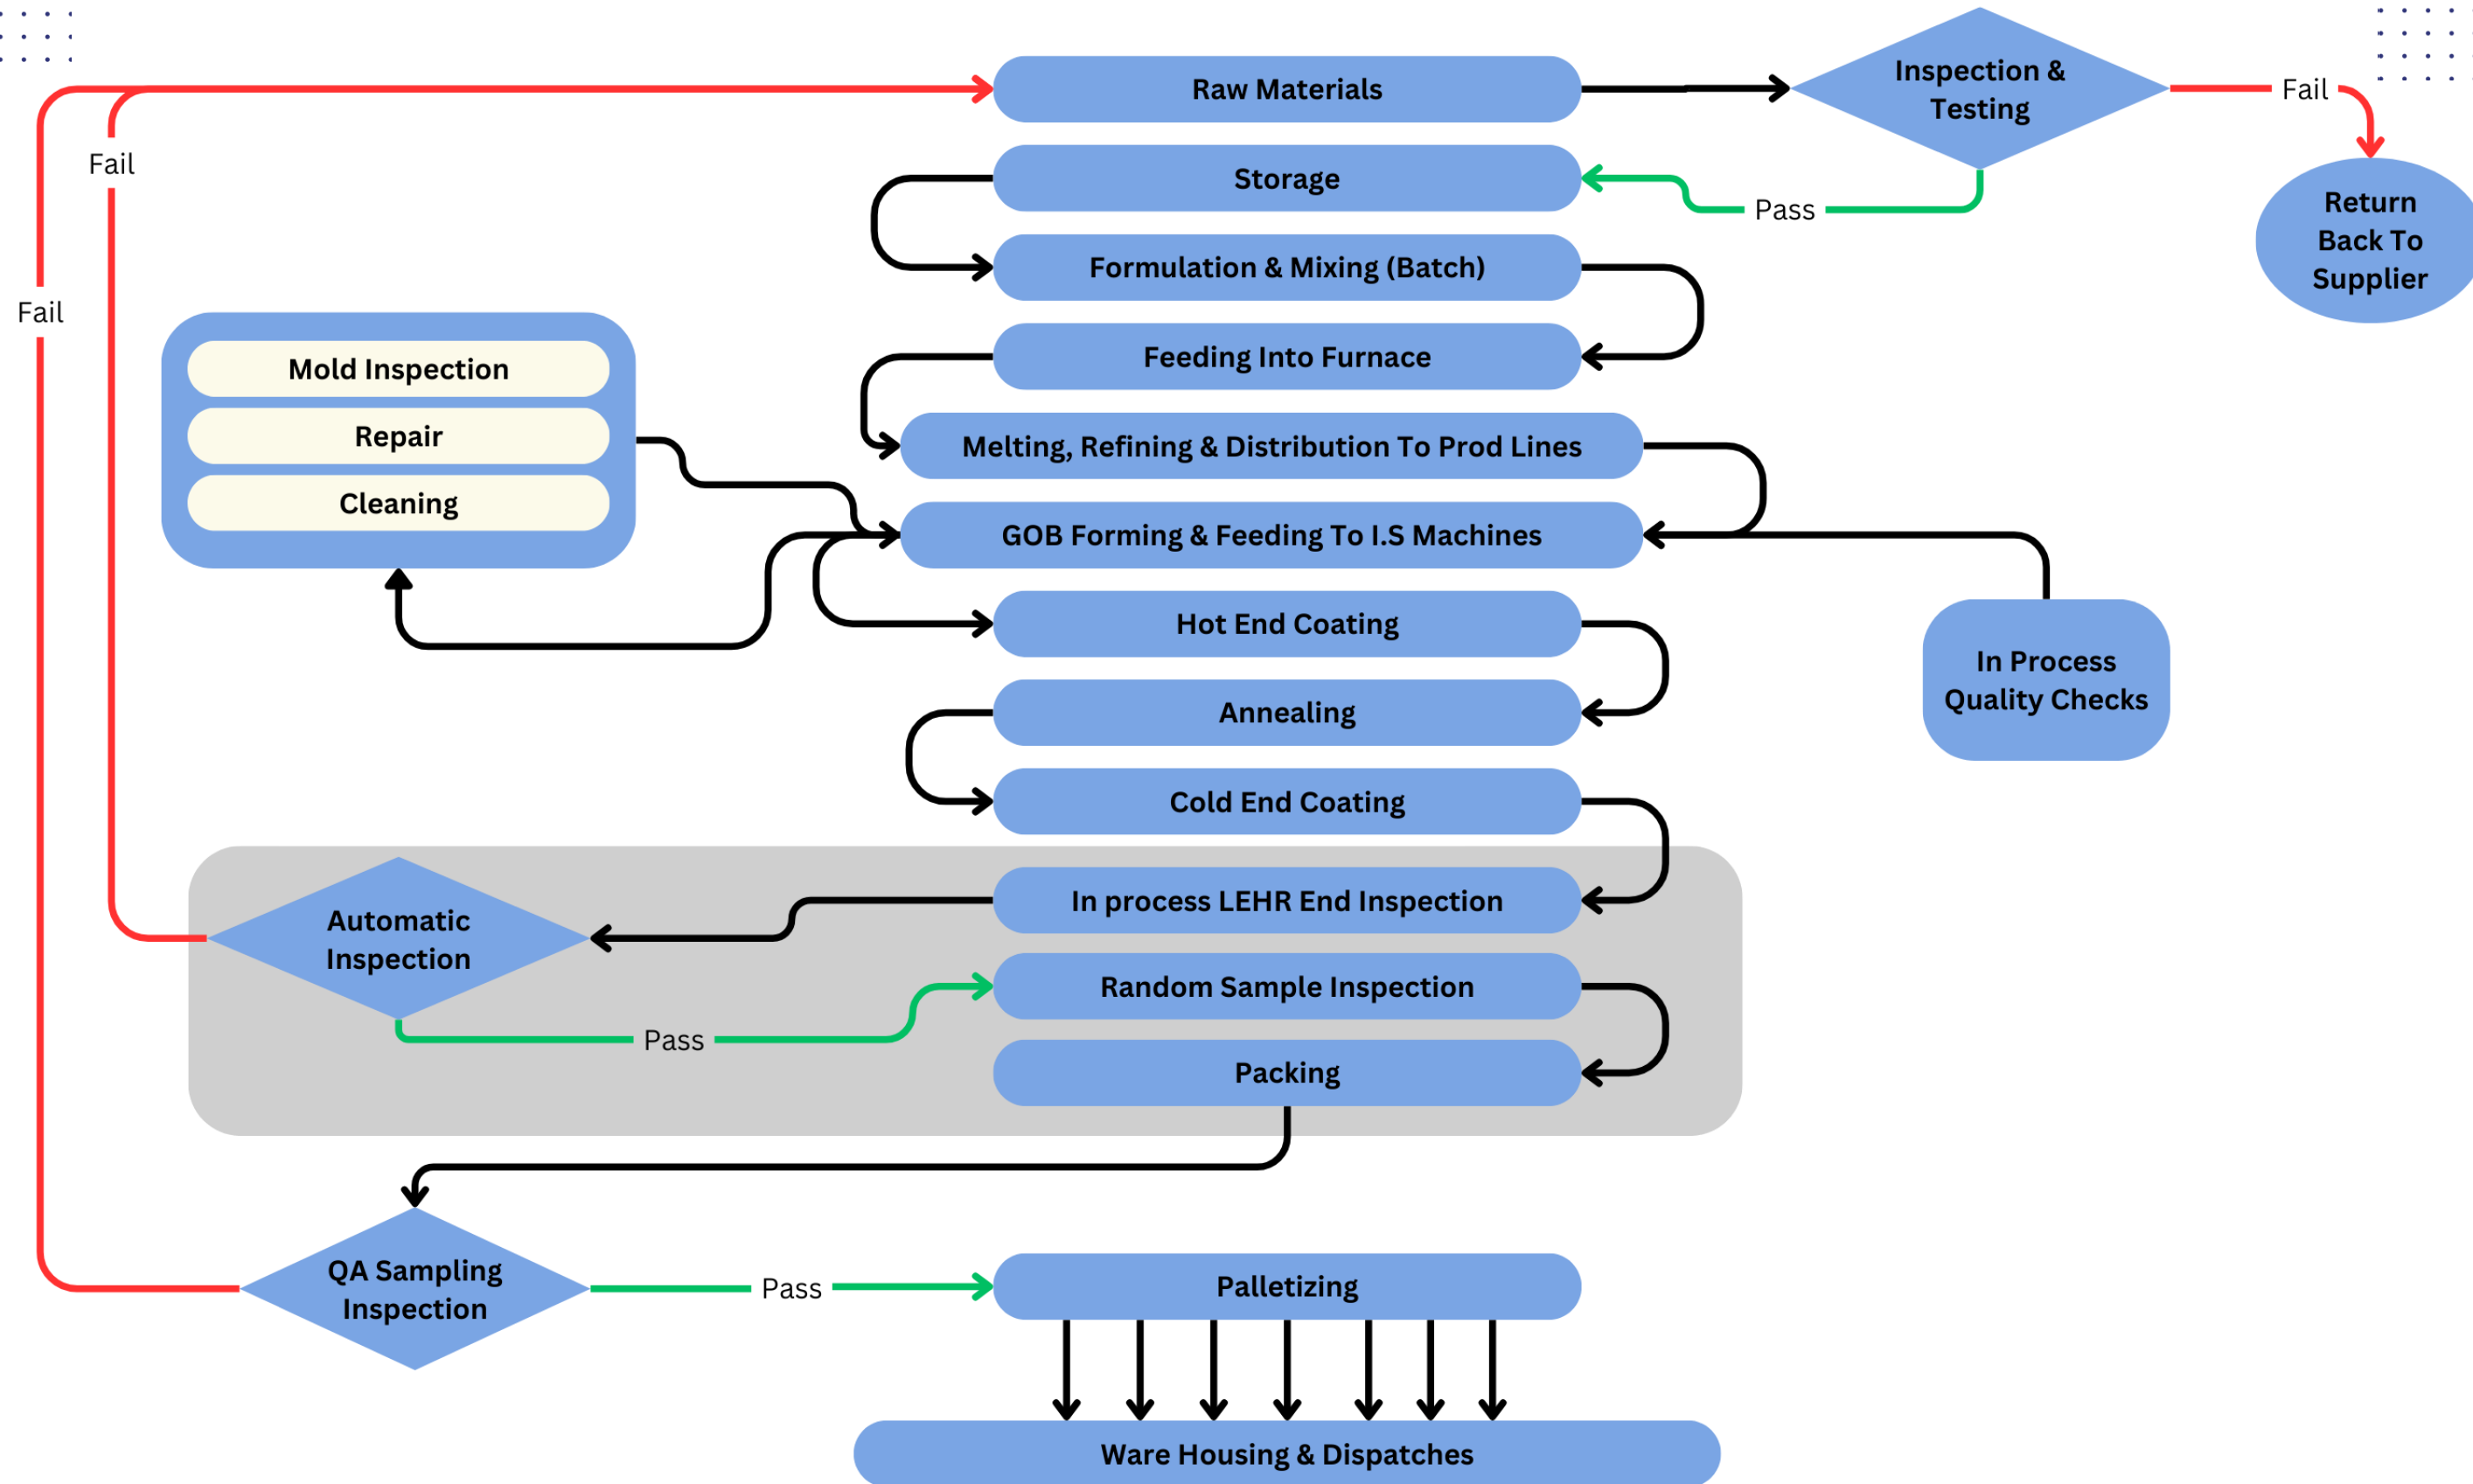 Raw Materials
Inspection &
Testing
Fail
Return
Back To
Supplier
Pass
Storage
Formulation & Mixing (Batch)
Feeding Into Furnace
Melting, Refining & Distribution To Prod Lines
GOB Forming & Feeding To I.S Machines
Mold Inspection
Repair
Cleaning
In Process
Quality Checks
Hot End Coating
Annealing
Cold End Coating
In process LEHR End Inspection
Automatic
Inspection
Fail
Pass
Random Sample Inspection
Packing
QA Sampling
Inspection
Fail
Pass
Palletizing
Ware Housing & Dispatches